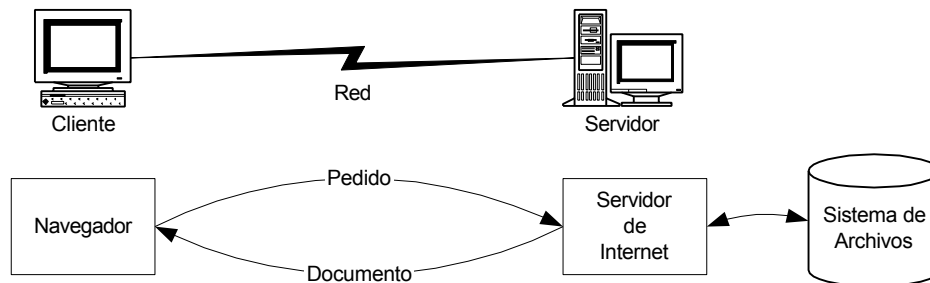 Red
Cliente
Servidor
Pedido
Navegador
Servidor
de
Internet
Sistema de
Archivos
Documento